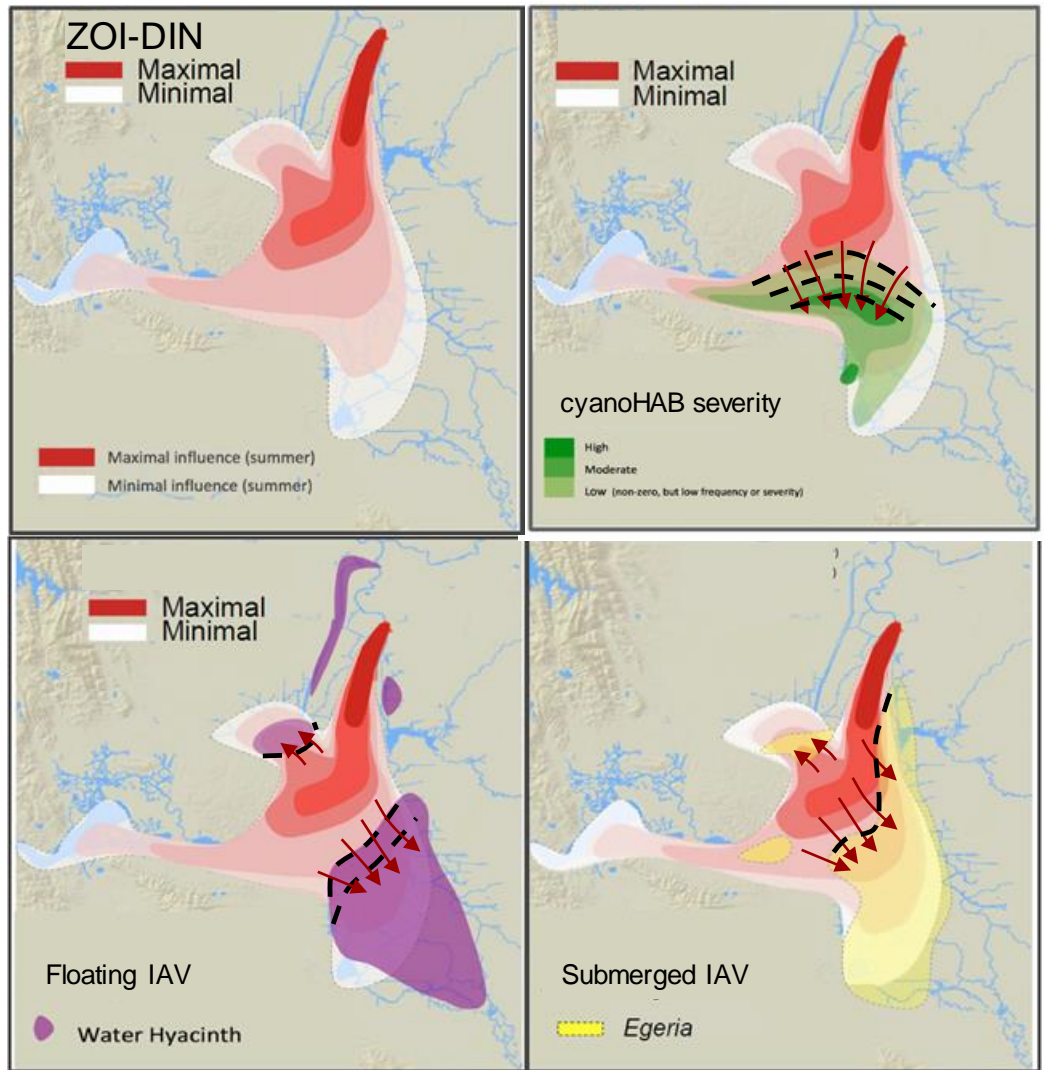 ZOI-DIN
Maximal
Minimal
Maximal influence (summer)
Minimal influence (summer)
Maximal
Minimal
cyanoHAB severity
High
Moderate
Low (non-zero, but low frequency or severity)
Maximal
Minimal
Floating IAV
Water Hyacinth
)
)
Submerged IAV
Egeria